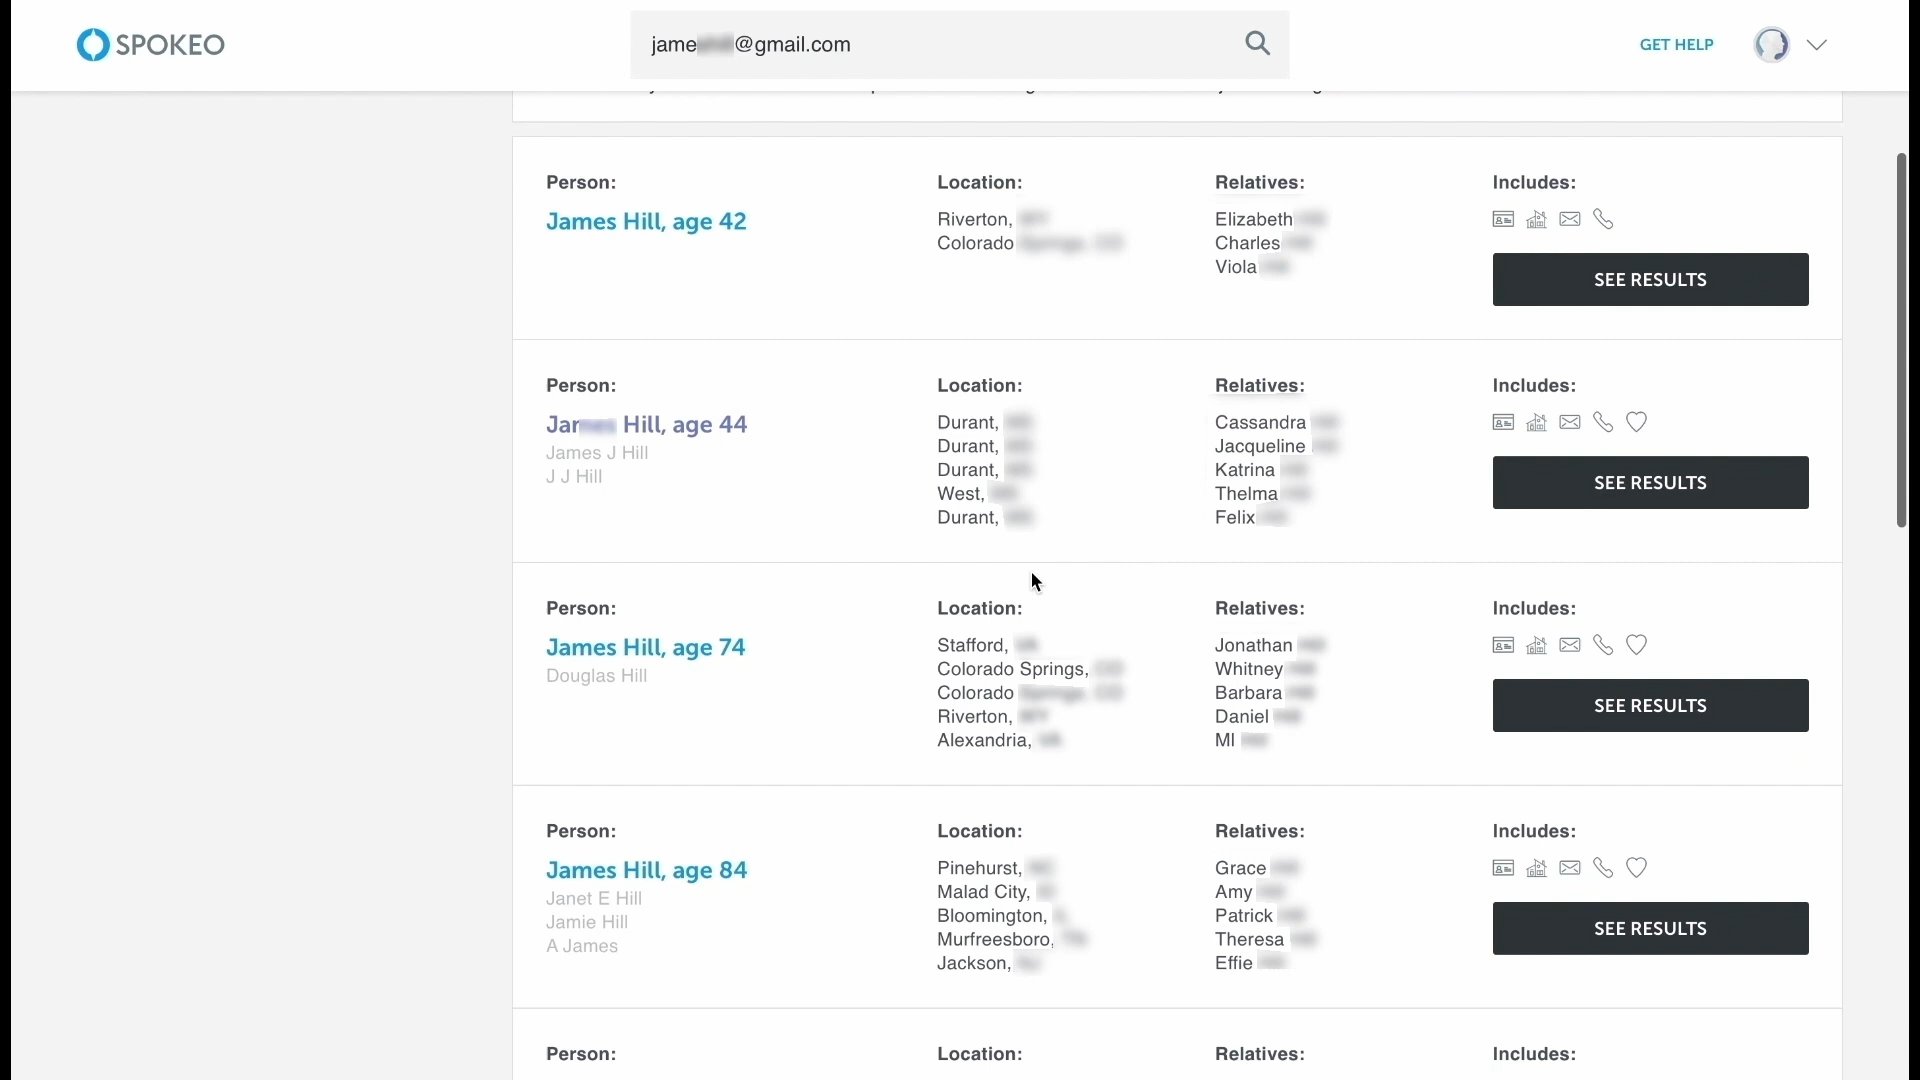 SPOKEO
jame @gmail.com
GET HELP
Person:
James Hill, age 42
Location:
Riverton,
Colorado
Relatives:
Elizabeth
Charles
Viola
Includes:
SEE RESULTS
Person:
Hill, age 44
James J Hill
J J Hill
Location:
Durant,
Durant,
Durant,
West,
Durant,
Relatives:
Cassandra
Jacqueline
Katrina
Thelma
Felix
Includes:
SEE RESULTS
Person:
James Hill, age 74
Douglas Hill
Location:
Stafford,
Colorado Springs,
Colorado
Riverton,
Alexandria,
Relatives:
Jonathan
Whitney
Barbara
Daniel
MI
Includes:
SEE RESULTS
Person:
James Hill, age 84
Janet E Hill
Jamie Hill
A James
Location:
Pinehurst,
Malad City,
Bloomington,
Murfreesboro,
Jackson,
Relatives:
Grace
Amy
Patrick
Theresa
Effie
Includes:
SEE RESULTS
Person:
Location:
Relatives:
Includes: